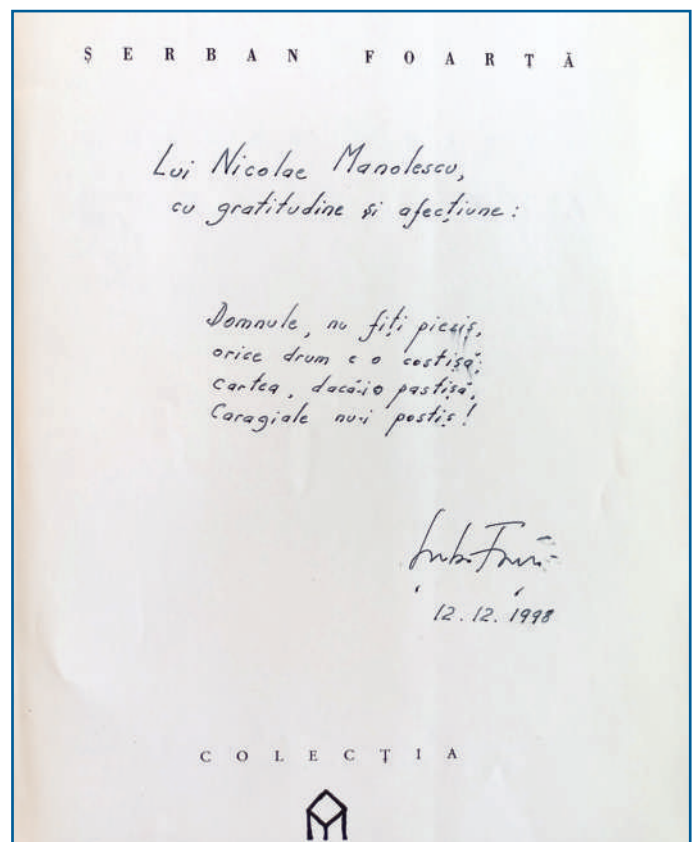 ȘERBAN FOARȚĂ
Lui Nicolae Manolescu,
cu gratitudine și afecțiune:
Domnule, nu fiți pieziș,
orice drum e o costișă;
cartea, dacă-i o pastișă,
Caragiale nu-i postiș!
12.12.1998
COLECȚIA